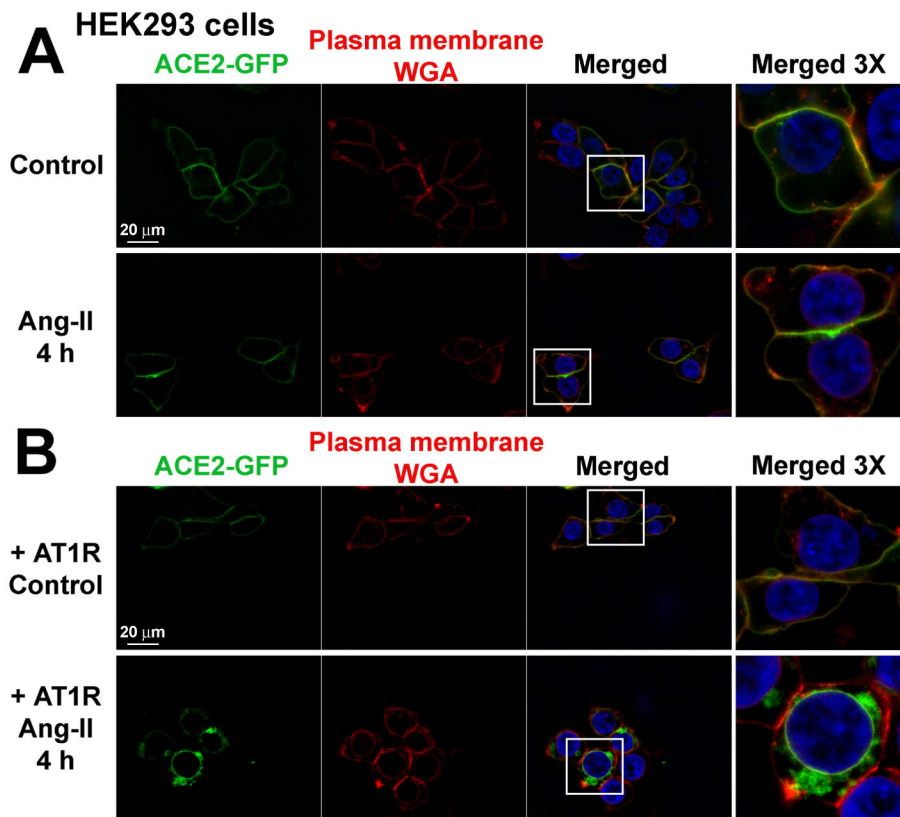 A HEK293 cells
ACE2-GFP
Plasma membrane
WGA
Merged
Merged 3X
Control
20 μm
Ang-II
4 h
B
ACE2-GFP
Plasma membrane
WGA
Merged
Merged 3X
+ AT1R
Control
20 μm
+ AT1R
Ang-II
4 h